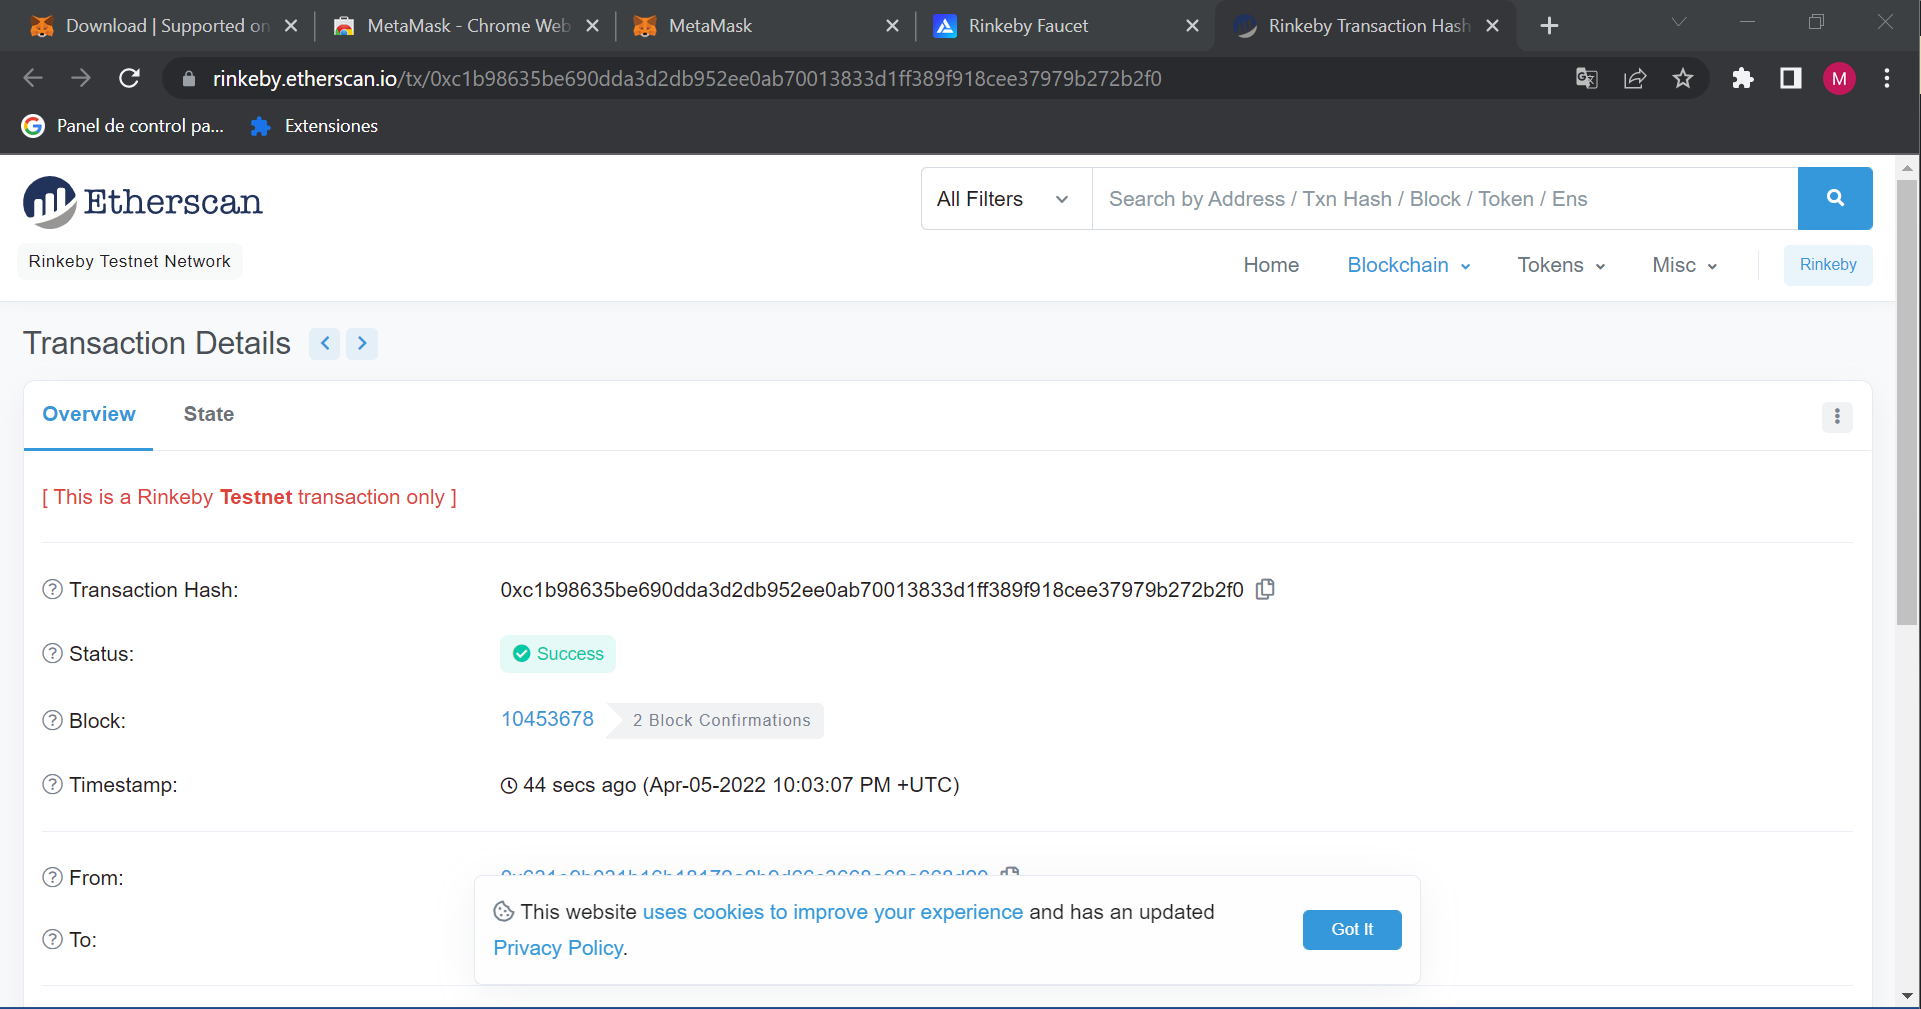 Download | Supported on
MetaMask - Chrome Web
MetaMask
Rinkeby Faucet
Rinkeby Transaction Hash
rinkeby.etherscan.io/tx/0xc1b98635be690dda3d2db952ee0ab70013833d1ff389f918cee37979b272b2f0
M
Panel de control pa...
Extensiones
Etherscan
All Filters
Search by Address / Txn Hash / Block / Token / Ens
Rinkeby Testnet Network
Home
Blockchain
Tokens
Misc
Rinkeby
Transaction Details
Overview
State
[ This is a Rinkeby Testnet transaction only ]
Transaction Hash:
0xc1b98635be690dda3d2db952ee0ab70013833d1ff389f918cee37979b272b2f0
Status:
Success
Block:
10453678
2 Block Confirmations
Timestamp:
44 secs ago (Apr-05-2022 10:03:07 PM +UTC)
From:
To:
This website uses cookies to improve your experience and has an updated
Privacy Policy.
Got It